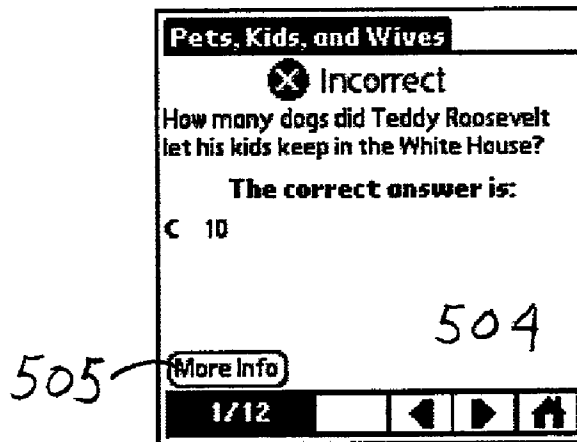 Pets, Kids, and Wives
Incorrect
How many dogs did Teddy Roosevelt
let his kids keep in the White House?
The correct answer is:
C 10
504
505
More Info
1/12